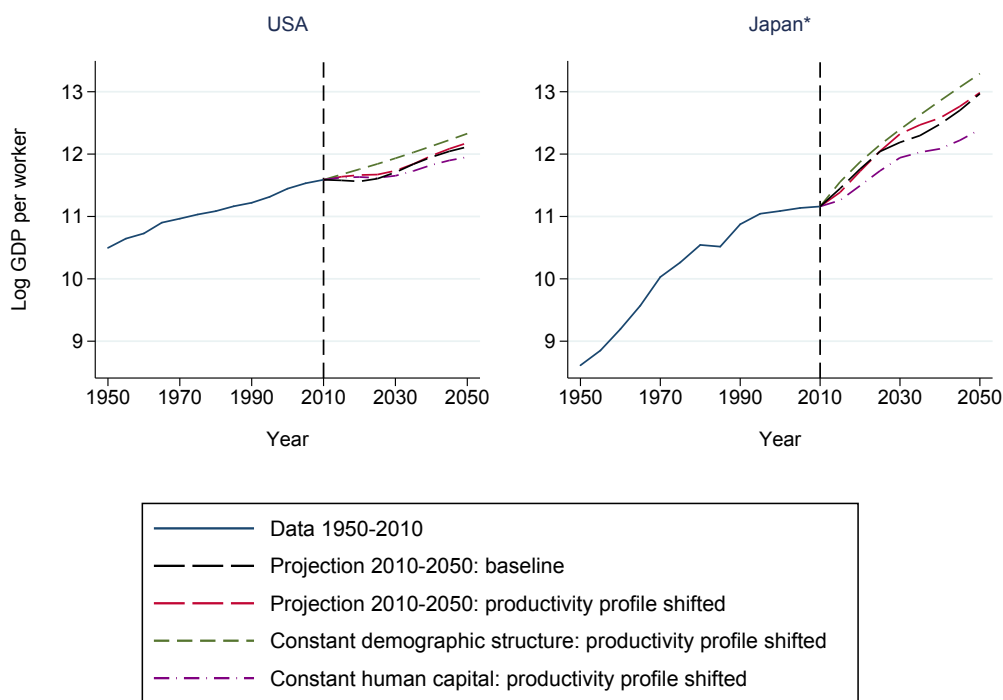 USA
Japan*
Log GDP per worker
13
12
11
10
9
1950 1970 1990 2010 2030 2050
Year
13
12
11
10
9
1950 1970 1990 2010 2030 2050
Year
Data 1950-2010
Projection 2010-2050: baseline
Projection 2010-2050: productivity profile shifted
Constant demographic structure: productivity profile shifted
Constant human capital: productivity profile shifted